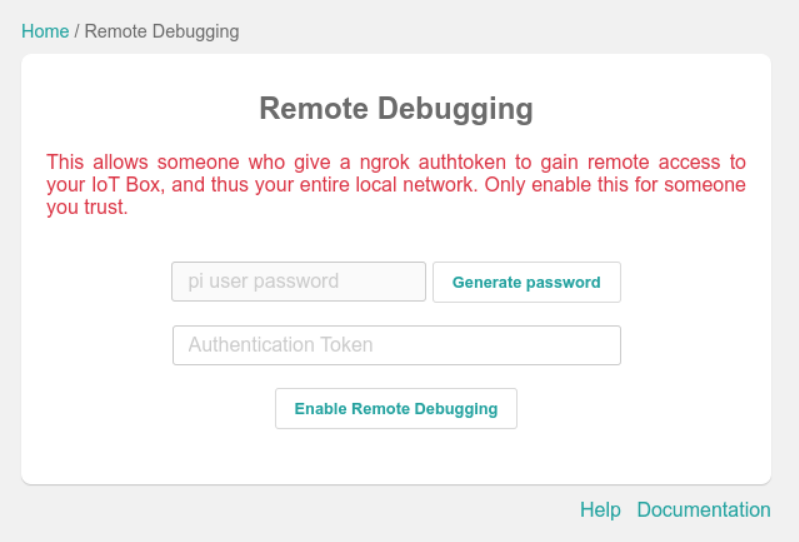 Home / Remote Debugging
Remote Debugging
This allows someone who give a ngrok authtoken to gain remote access to
your IoT Box, and thus your entire local network. Only enable this for someone
you trust.
pi user password Generate password
Authentication Token
Enable Remote Debugging
Help Documentation